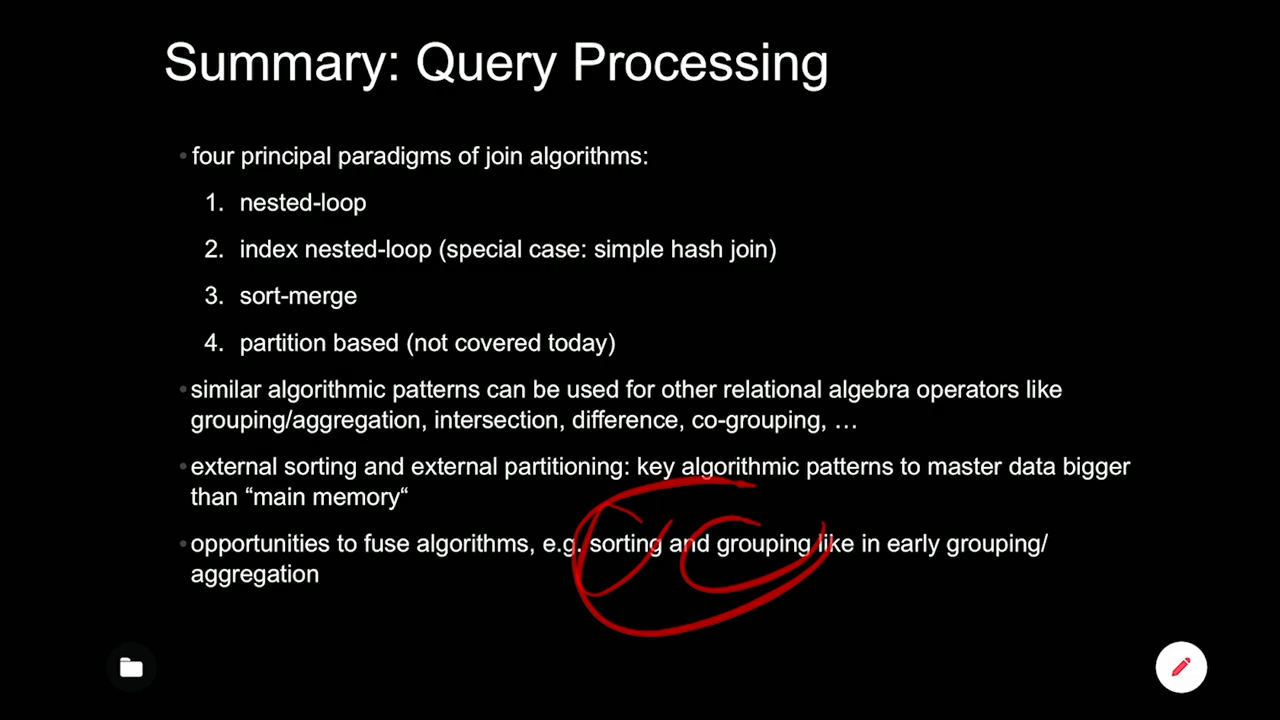 Summary: Query Processing
• four principal paradigms of join algorithms:
1. nested-loop
2. index nested-loop (special case: simple hash join)
3. sort-merge
4. partition based (not covered today)
• similar algorithmic patterns can be used for other relational algebra operators like
grouping/aggregation, intersection, difference, co-grouping, …
• external sorting and external partitioning: key algorithmic patterns to master data bigger
than “main memory“
• opportunities to fuse algorithms, e.g. sorting and grouping like in early grouping/
aggregation